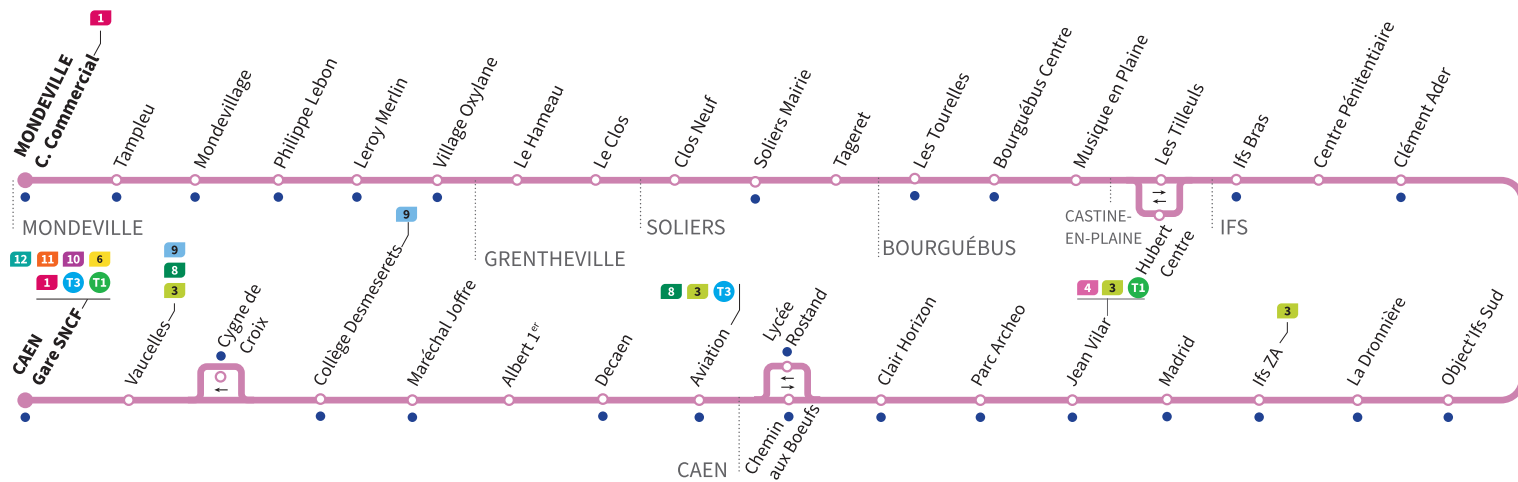 1
MONDEVILLE
C. Commercial
Tampleu
Mondevillage
Philippe Lebon
Leroy Merlin
Village Oxylane
Le Hameau
Le Clos
Clos Neuf
Soliers Mairie
Tageret
Les Tourelles
Bourguébus Centre
Musique en Plaine
Les Tilleuls
Ifs Bras
Centre Pénitentiaire
Clément Ader
MONDEVILLE
GRENTHEVILLE
SOLIERS
BOURGUÉBUS
CASTINE-
EN-PLAINE
Hubert
Centre
IFS
12 11 10 6
1 T3 T1
CAEN
Gare SNCF
9
8
3
Vaucelles
Cygne de
Croix
9
Collège Desmeserets
Maréchal Joffre
Albert 1er
Decaen
8 3 T3
Aviation
Lycée
Rostand
Chemin
aux Boeufs
Clair Horizon
Parc Archeo
4 3 T1
Jean Vilar
Madrid
3
Ifs ZA
La Dronnière
Object'Ifs Sud
CAEN